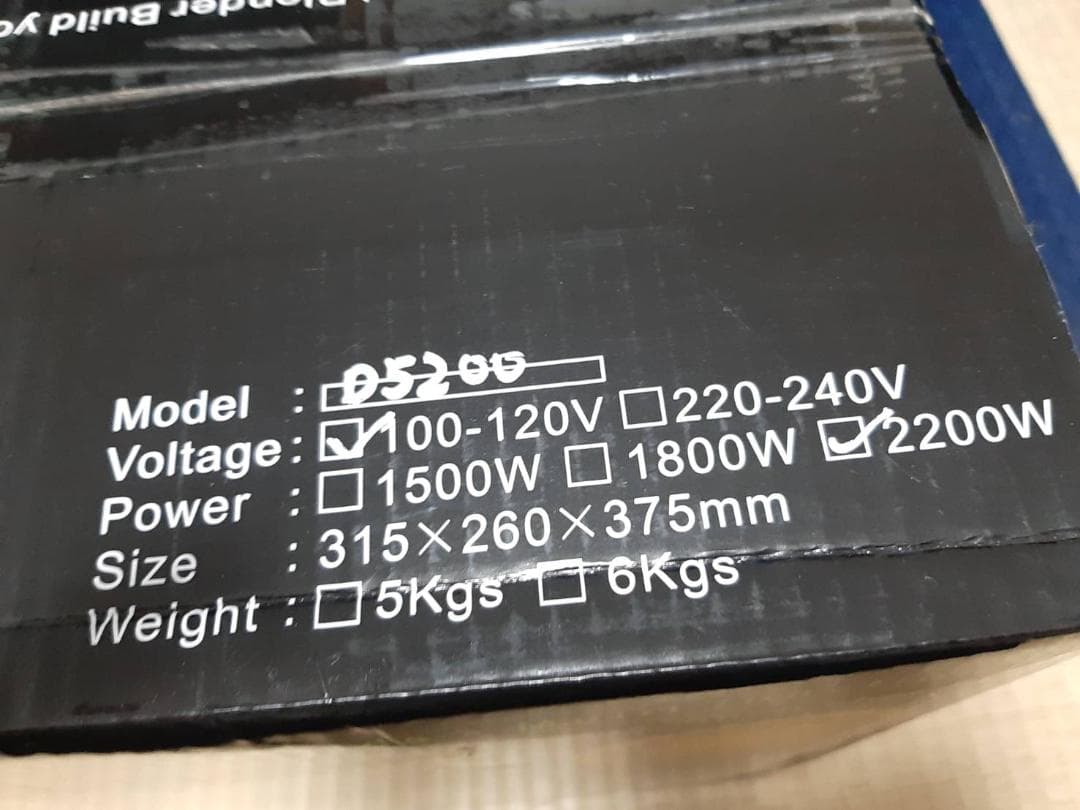 Blender Build yo
Model : D5200
Voltage: ☑100-120V ☐220-240V
Power : ☐1500W ☐1800W ☑2200W
Size : 315×260×375mm
Weight : ☐5Kgs ☐6Kgs